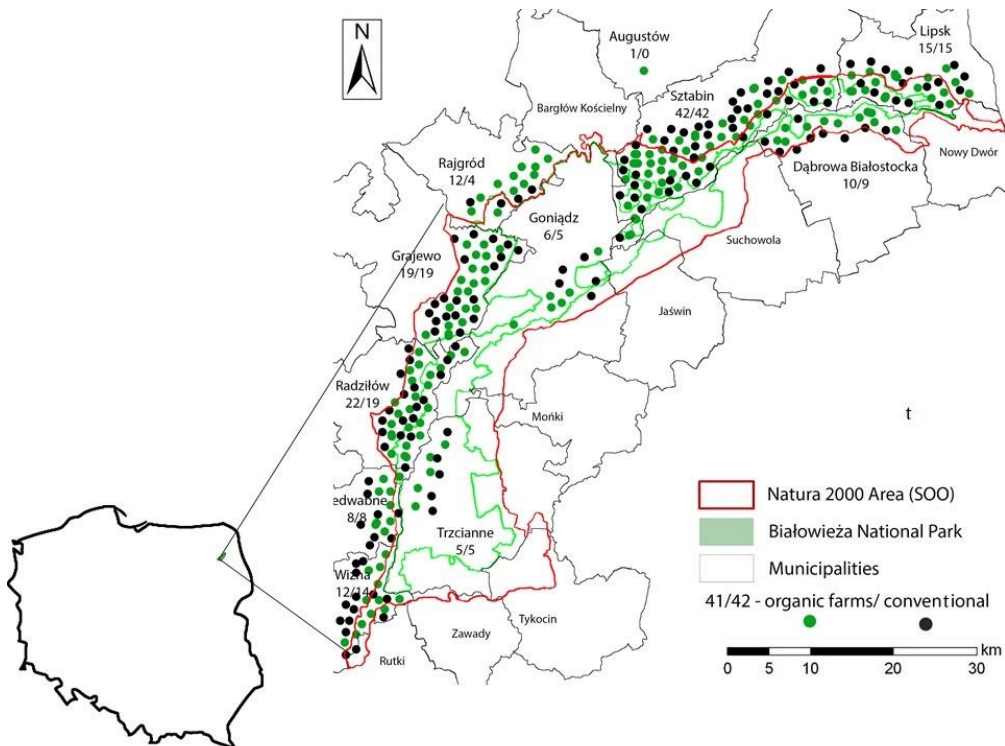 N
Augustów
1/0
Lipsk
15/15
Bargłów Kościelny
Sztabin
42/42
Rajgród
12/4
Nowy Dwór
Dąbrowa Białostocka
10/9
Goniądz
6/5
Suchowola
Grajewo
19/19
Jaświn
Radziłów
22/19
Mońki
t
edwabne
8/8
Trzcianne
5/5
Wizna
12/14
Tykocin
Zawady
Rutki
Natura 2000 Area (SOO)
Białowieża National Park
Municipalities
41/42 - organic farms/ conventional
km
0 5 10 20 30